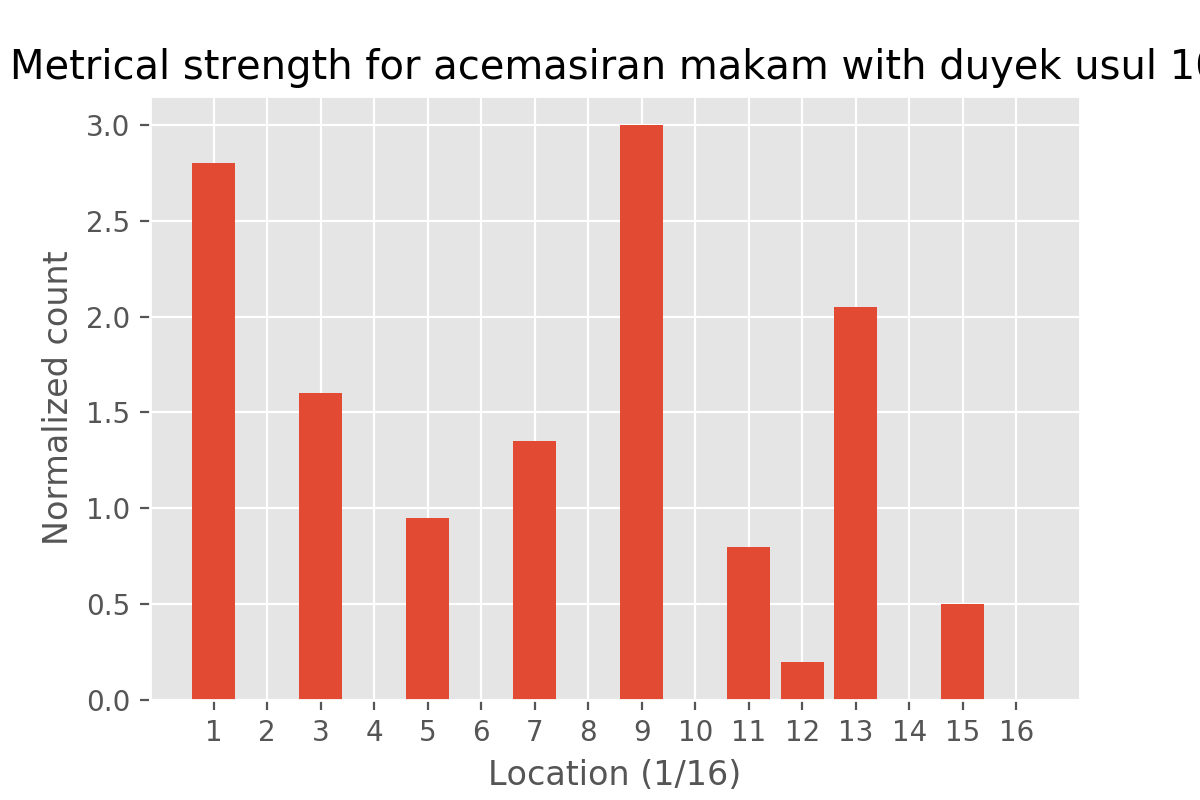 Metrical strength for acemasiran makam with duyek usul
3.0
2.5
2.0
1.5
1.0
0.5
0.0
Normalized count
1 2 3 4 5 6 7 8 9 10 11 12 13 14 15 16
Location (1/16)